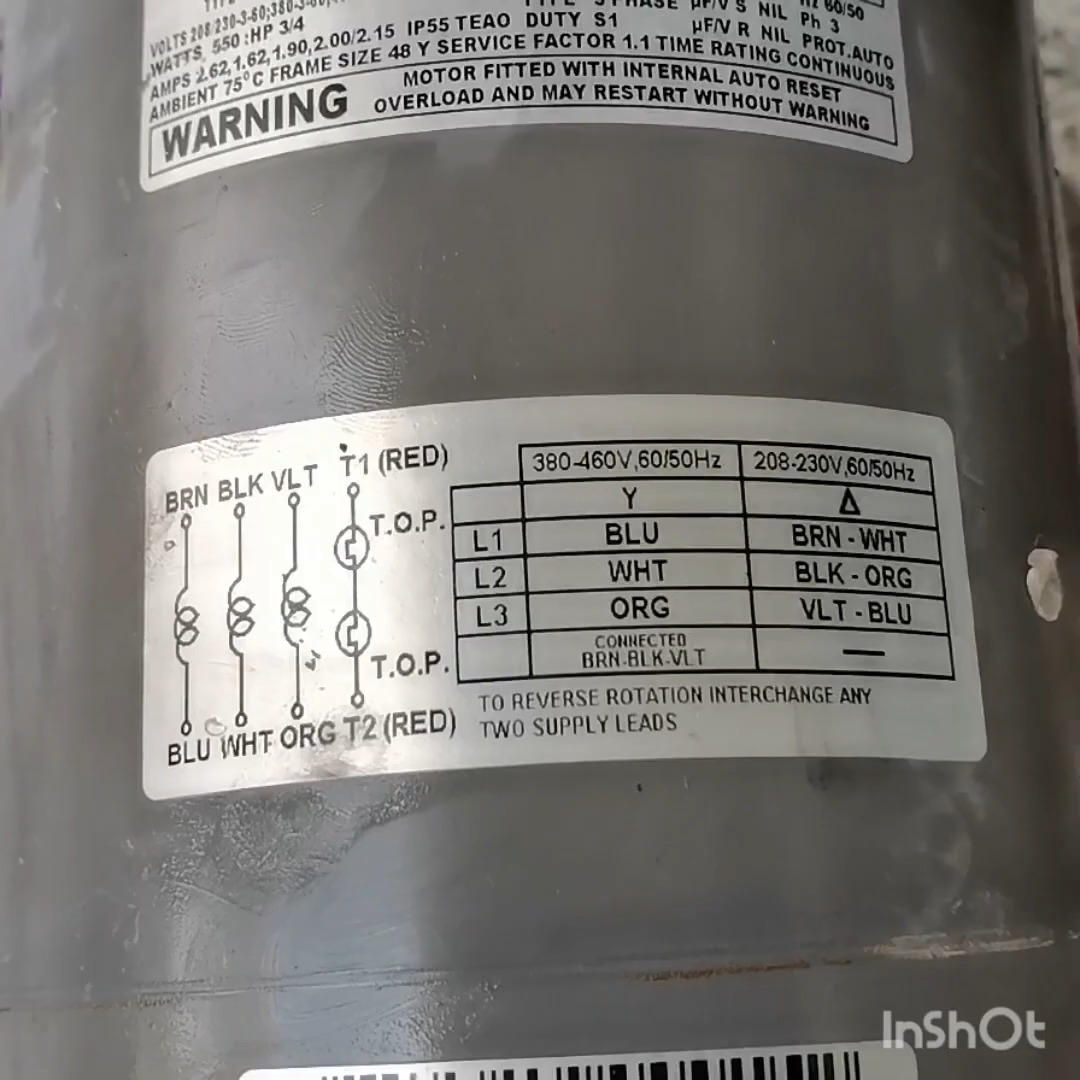 VOLTS 208/230-3-60;380-3-60
TYPE 3 PHASE µF/V S NIL Hz 60/50
WATTS 550 :HP 3/4
AMPS 2.62,1.62,1.90,2.00/2.15 IP55 TEAO DUTY S1 µF/V R NIL Ph 3
AMBIENT 75°C FRAME SIZE 48 Y SERVICE FACTOR 1.1 TIME RATING CONTINUOUS
PROT.AUTO
WARNING
MOTOR FITTED WITH INTERNAL AUTO RESET
OVERLOAD AND MAY RESTART WITHOUT WARNING
BRN BLK VLT T1 (RED)
T.O.P.
T.O.P.
BLU WHT ORG T2 (RED)
380-460V,60/50Hz 208-230V,60/50Hz
Y Δ
L1 BLU BRN - WHT
L2 WHT BLK - ORG
L3 ORG VLT - BLU
CONNECTED
BRN-BLK-VLT —
TO REVERSE ROTATION INTERCHANGE ANY
TWO SUPPLY LEADS
InShOt